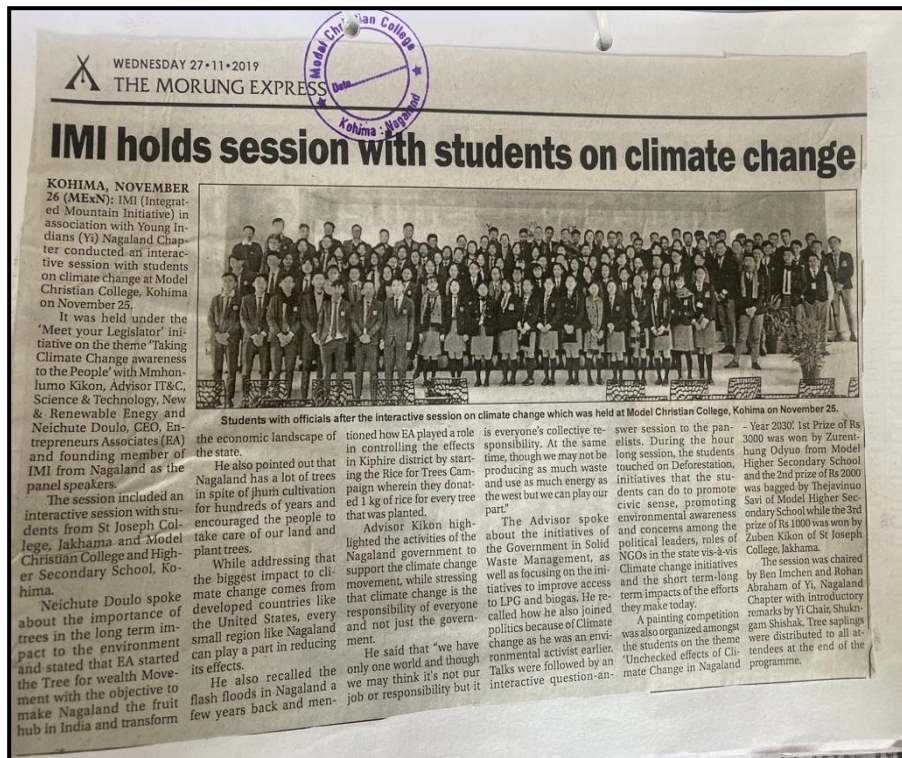 WEDNESDAY 27•11•2019
THE MORUNG EXPRESS
Model Christian College
Date
Kohima : Nagaland
IMI holds session with students on climate change
KOHIMA, NOVEMBER
26 (MExN): IMI (Integrat-
ed Mountain Initiative) in
association with Young In-
dians (Yi) Nagaland Chap-
ter conducted an interac-
tive session with students
on climate change at Model
Christian College, Kohima
on November 25.
It was held under the
'Meet your Legislator' ini-
tiative on the theme 'Taking
Climate Change awareness
to the People' with Mmhon-
lumo Kikon, Advisor IT&C,
Science & Technology, New
& Renewable Enegy and
Neichute Doulo, CEO, En-
trepreneurs Associates (EA)
and founding member of
IMI from Nagaland as the
panel speakers.
The session included an
interactive session with stu-
dents from St Joseph Col-
lege, Jakhama and Model
Christian College and High-
er Secondary School, Ko-
hima.
Neichute Doulo spoke
about the importance of
trees in the long term im-
pact to the environment
and stated that EA started
the Tree for wealth Move-
ment with the objective to
make Nagaland the fruit
hub in India and transform
Students with officials after the interactive session on climate change which was held at Model Christian College, Kohima on November 25.
the economic landscape of
the state.
He also pointed out that
Nagaland has a lot of trees
in spite of jhum cultivation
for hundreds of years and
encouraged the people to
take care of our land and
plant trees.
While addressing that
the biggest impact to cli-
mate change comes from
developed countries like
the United States, every
small region like Nagaland
can play a part in reducing
its effects.
He also recalled the
flash floods in Nagaland a
few years back and men-
tioned how EA played a role
in controlling the effects
in Kiphire district by start-
ing the Rice for Trees Cam-
paign wherein they donat-
ed 1 kg of rice for every tree
that was planted.
Advisor Kikon high-
lighted the activities of the
Nagaland government to
support the climate change
movement, while stressing
that climate change is the
responsibility of everyone
and not just the govern-
ment.
He said that "we have
only one world and though
we may think it's not our
job or responsibility but it
is everyone's collective re-
sponsibility. At the same
time, though we may not be
producing as much waste
and use as much energy as
the west but we can play our
part."
The Advisor spoke
about the initiatives of
the Government in Solid
Waste Management, as
well as focusing on the ini-
tiatives to improve access
to LPG and biogas. He re-
called how he also joined
politics because of Climate
change as he was an envi-
ronmental activist earlier.
Talks were followed by an
interactive question-an-
swer session to the pan-
elists. During the hour
long session, the students
touched on Deforestation,
initiatives that the stu-
dents can do to promote
civic sense, promoting
environmental awareness
and concerns among the
political leaders, roles of
NGOs in the state vis-à-vis
Climate change initiatives
and the short term-long
term impacts of the efforts
they make today.
A painting competition
was also organized amongst
the students on the theme
'Unchecked effects of Cli-
mate Change in Nagaland
- Year 2030'. 1st Prize of Rs
3000 was won by Zurent-
hung Odyuo from Model
Higher Secondary School
and the 2nd prize of Rs 2000
was bagged by Thejavinuo
Savi of Model Higher Sec-
ondary School while the 3rd
prize of Rs 1000 was won by
Zuben Kikon of St Joseph
College, Jakhama.
The session was chaired
by Ben Imchen and Rohan
Abraham of Yi, Nagaland
Chapter with introductory
remarks by Yi Chair, Shukn-
gam Shishak. Tree saplings
were distributed to all at-
tendees at the end of the
programme.